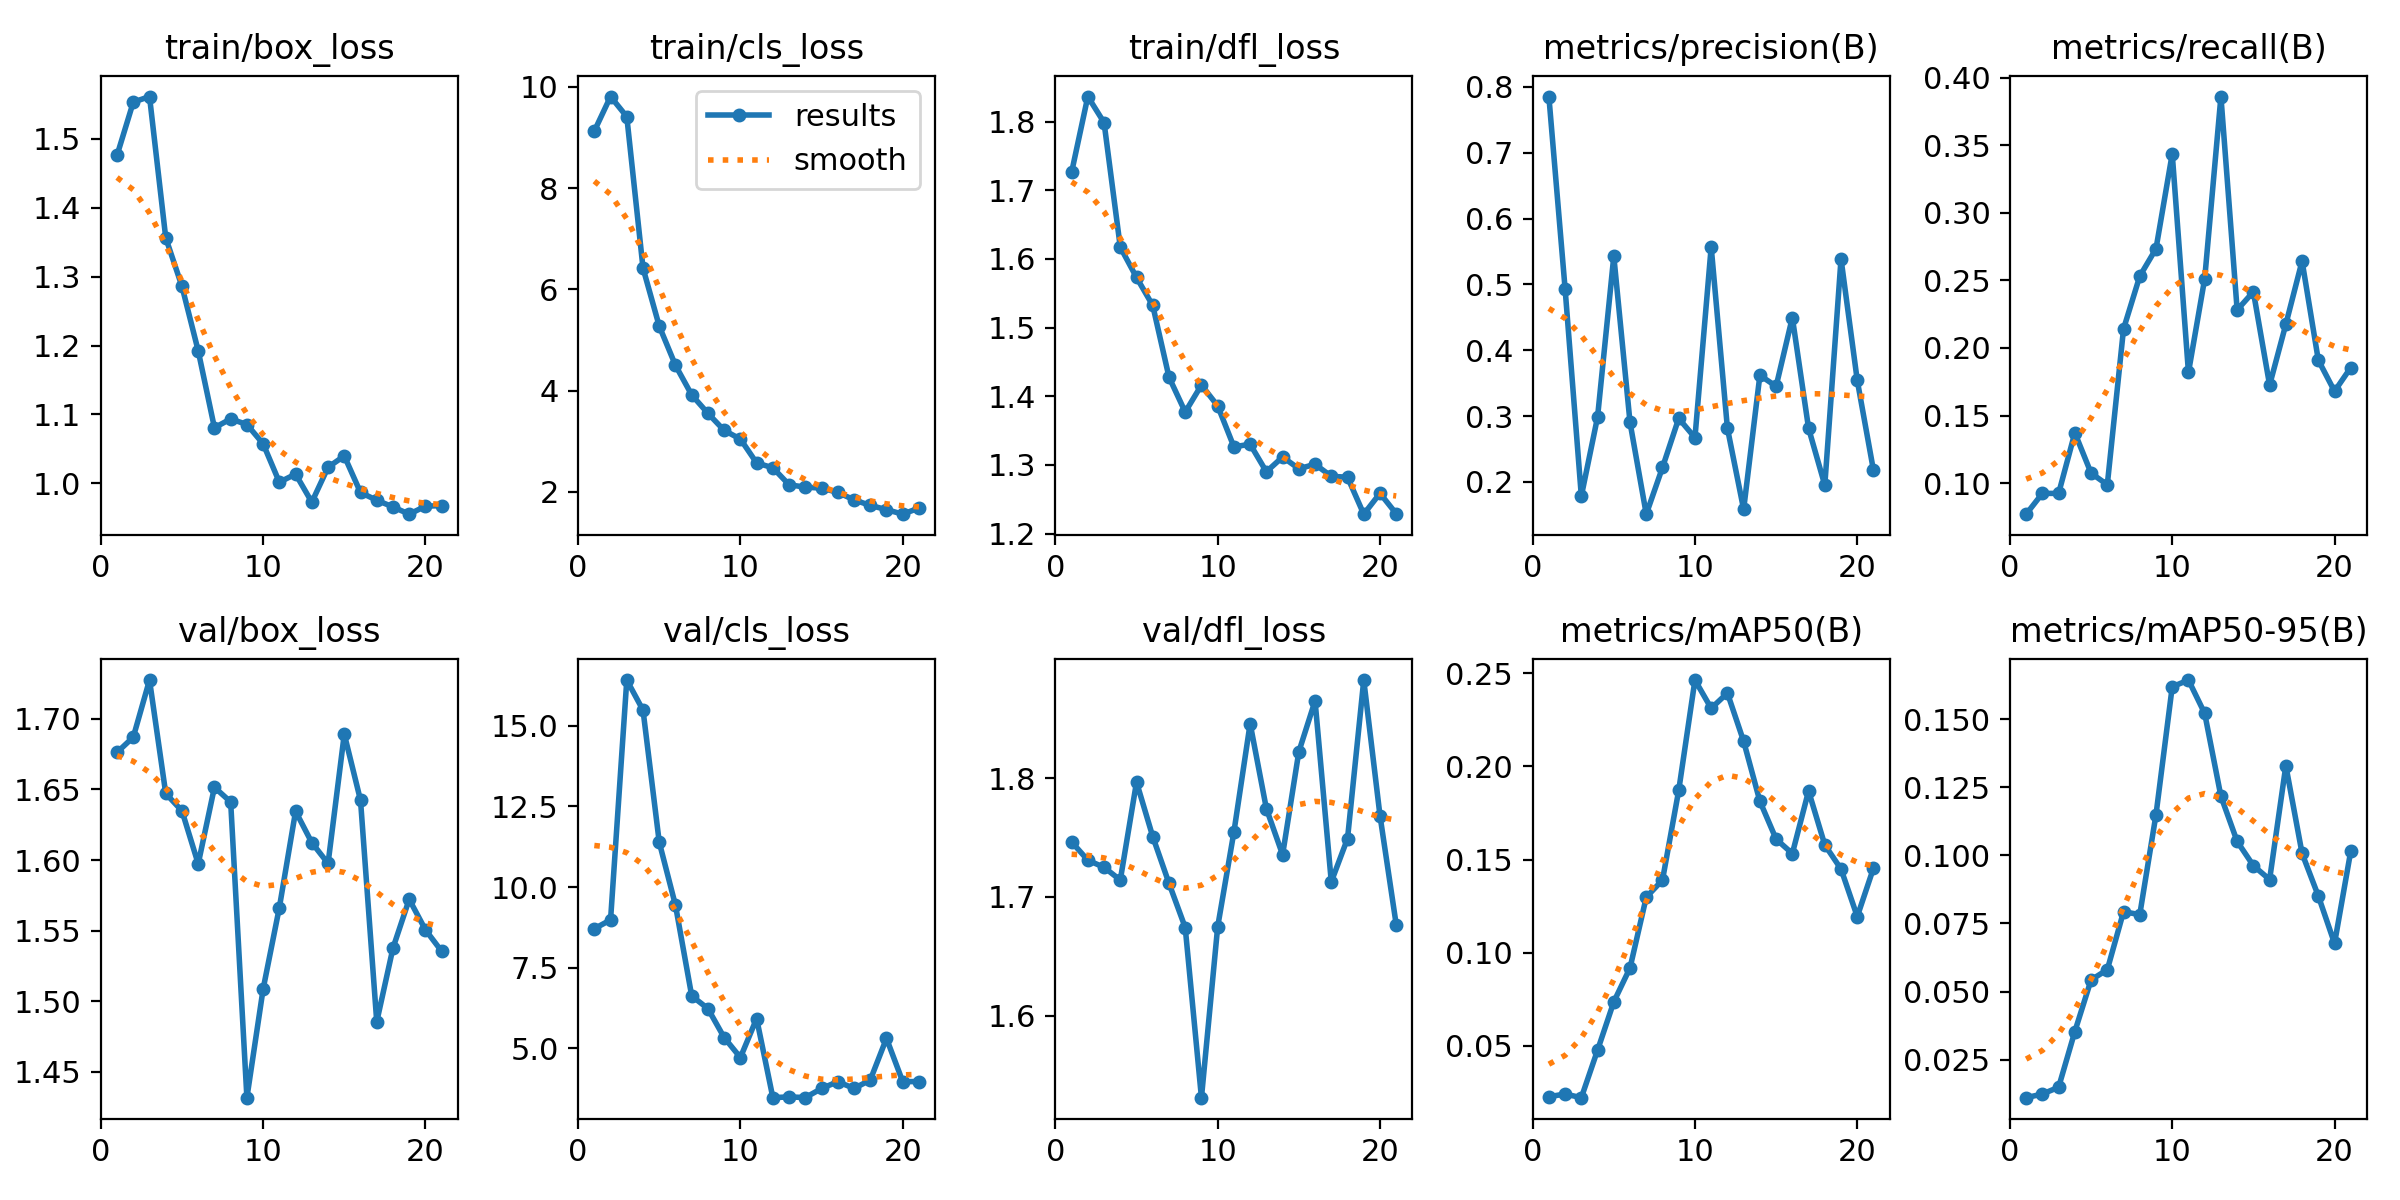 train/box_loss
1.5
1.4
1.3
1.2
1.1
1.0
0 10 20
train/cls_loss
10
8
6
4
2
0 10 20
results
smooth
train/dfl_loss
1.8
1.7
1.6
1.5
1.4
1.3
1.2
0 10 20
metrics/precision(B)
0.8
0.7
0.6
0.5
0.4
0.3
0.2
0 10 20
metrics/recall(B)
0.40
0.35
0.30
0.25
0.20
0.15
0.10
0 10 20
val/box_loss
1.70
1.65
1.60
1.55
1.50
1.45
0 10 20
val/cls_loss
15.0
12.5
10.0
7.5
5.0
0 10 20
val/dfl_loss
1.8
1.7
1.6
0 10 20
metrics/mAP50(B)
0.25
0.20
0.15
0.10
0.05
0 10 20
metrics/mAP50-95(B)
0.150
0.125
0.100
0.075
0.050
0.025
0 10 20